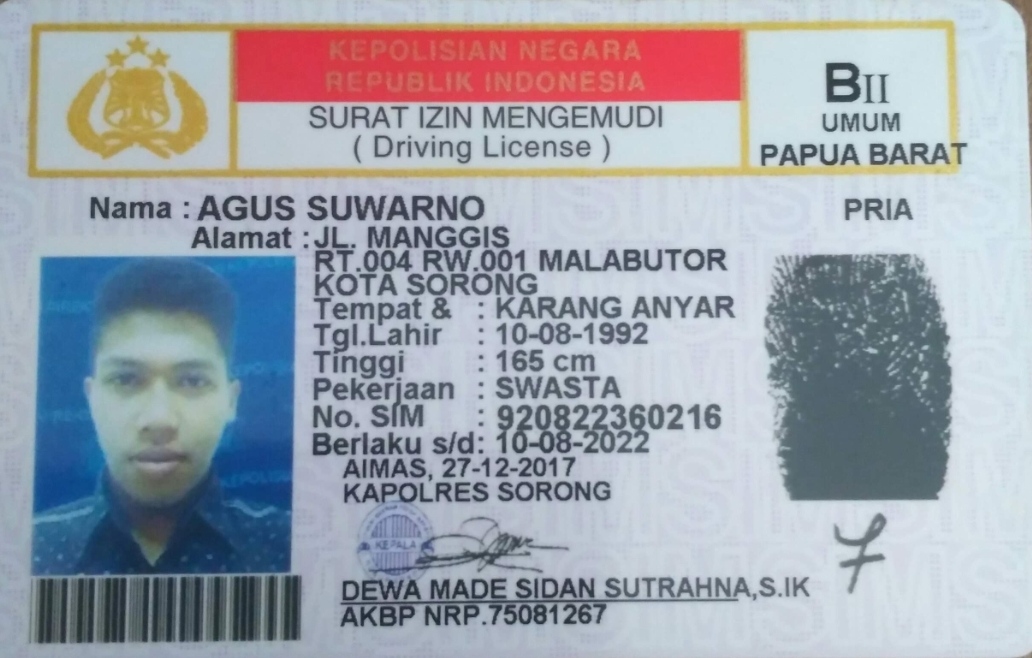 KEPOLISIAN NEGARA
REPUBLIK INDONESIA
SURAT IZIN MENGEMUDI
( Driving License )
BII
UMUM
PAPUA BARAT
Nama : AGUS SUWARNO
PRIA
Alamat : JL. MANGGIS
RT.004 RW.001 MALABUTOR
KOTA SORONG
Tempat & : KARANG ANYAR
Tgl.Lahir : 10-08-1992
Tinggi : 165 cm
Pekerjaan : SWASTA
No. SIM : 920822360216
Berlaku s/d: 10-08-2022
AIMAS, 27-12-2017
KAPOLRES SORONG
KEPALA
DEWA MADE SIDAN SUTRAHNA,S.IK
AKBP NRP.75081267